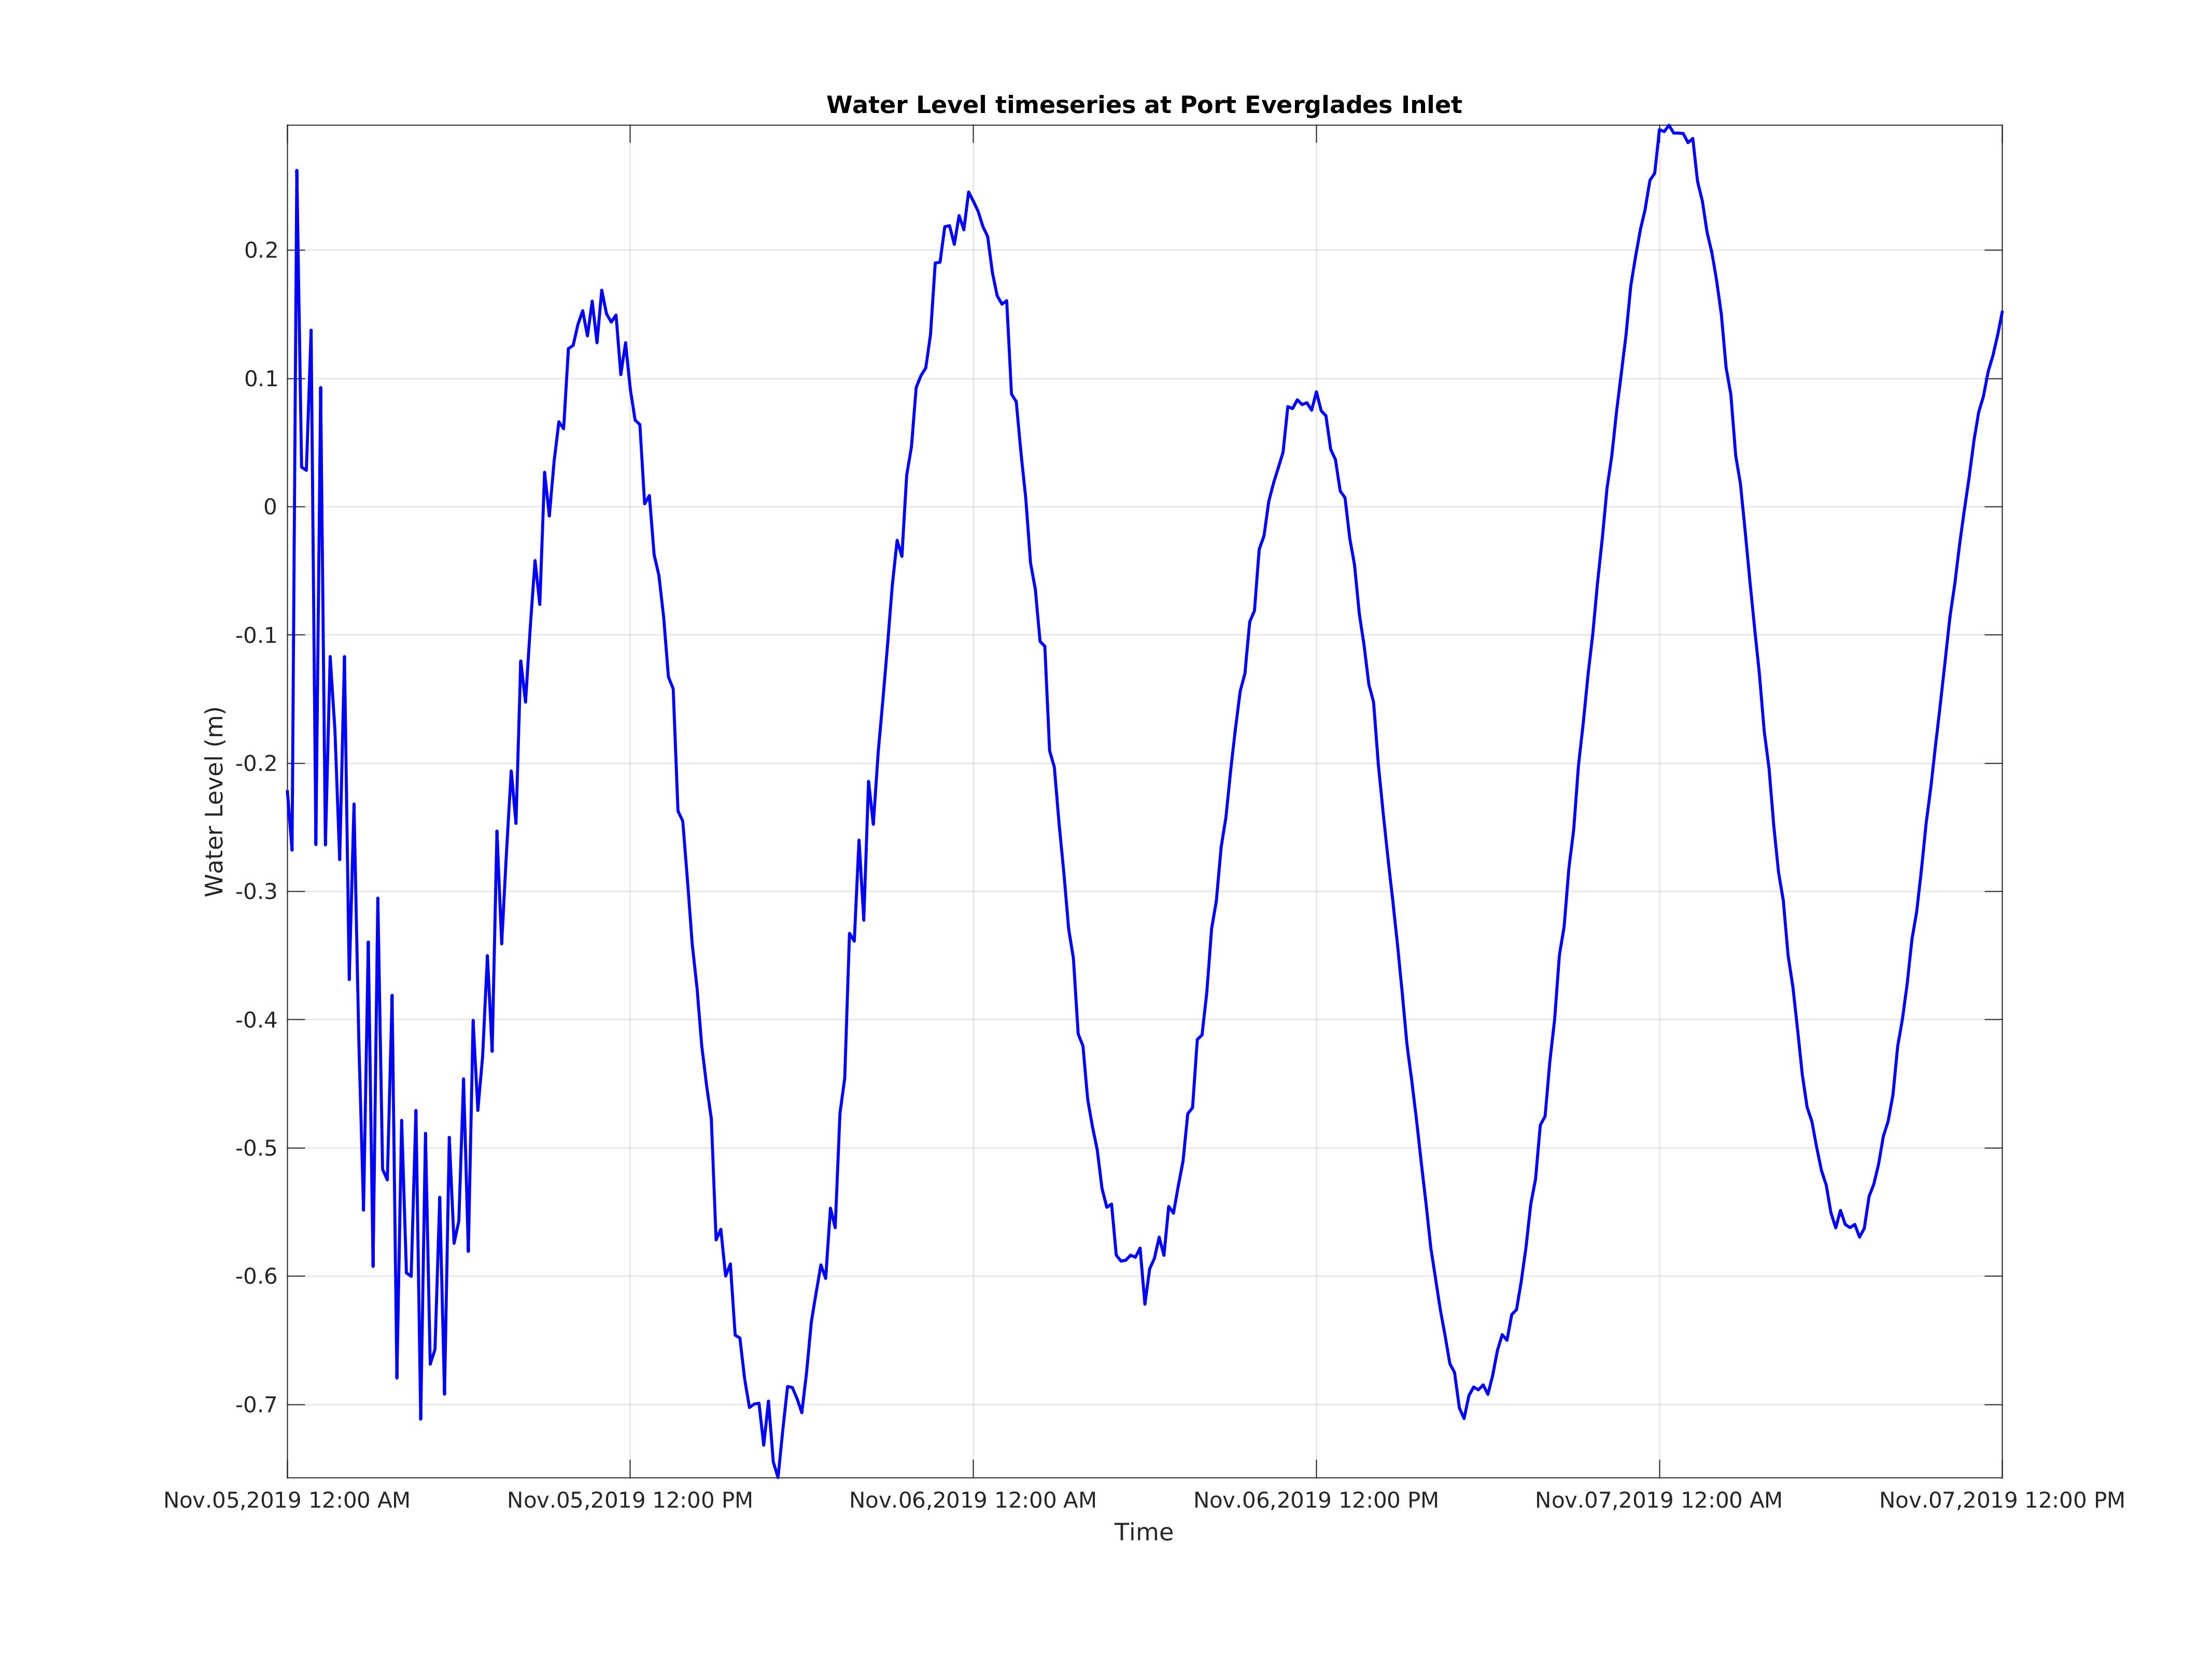 Water Level timeseries at Port Everglades Inlet
0.2
0.1
0
-0.1
-0.2
-0.3
-0.4
-0.5
-0.6
-0.7
Water Level (m)
Nov.05,2019 12:00 AM
Nov.05,2019 12:00 PM
Nov.06,2019 12:00 AM
Nov.06,2019 12:00 PM
Nov.07,2019 12:00 AM
Nov.07,2019 12:00 PM
Time